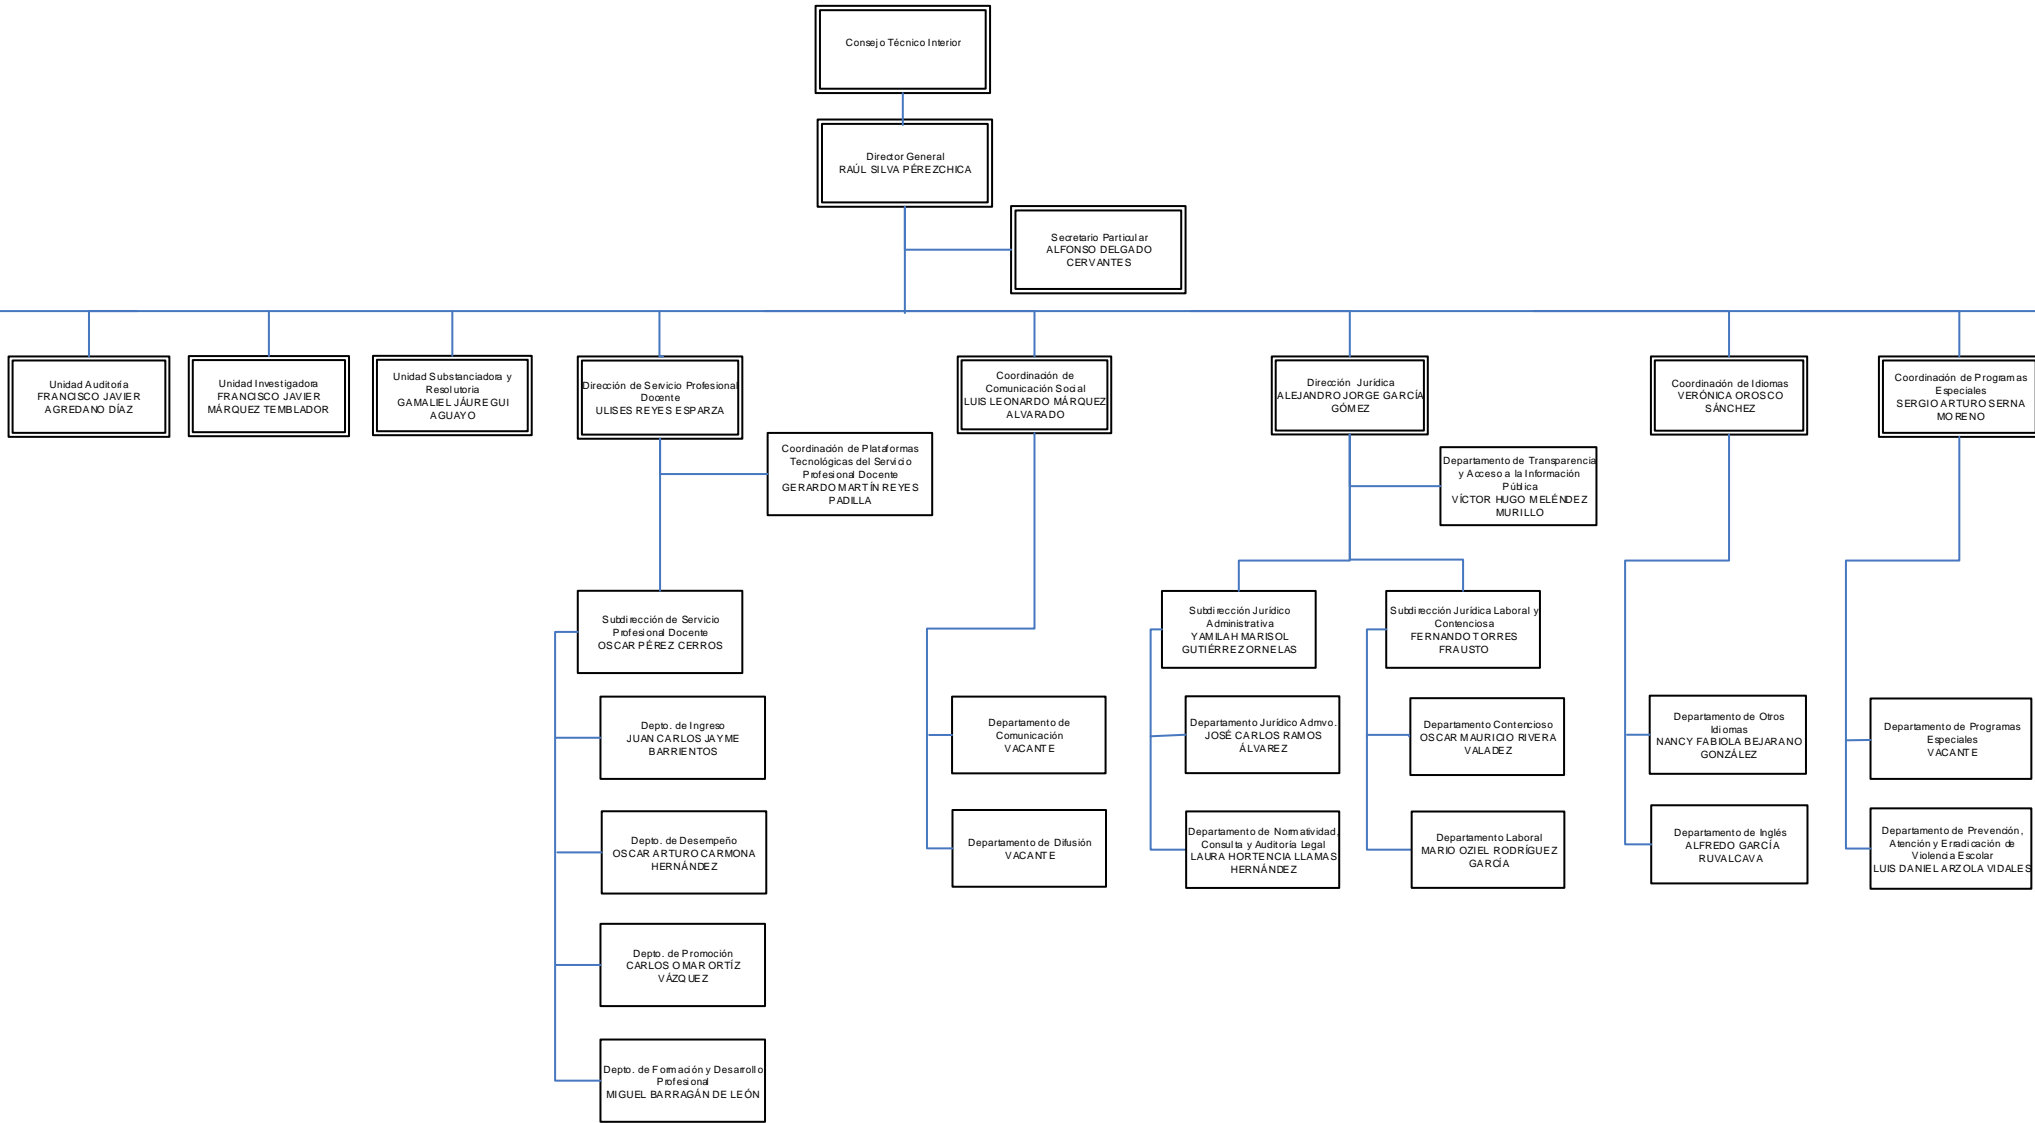 Consejo Técnico Interior
Director General
RAÚL SILVA PÉREZCHICA
Secretario Particular
ALFONSO DELGADO
CERVANTES
Unidad Auditoría
FRANCISCO JAVIER
AGREDANO DÍAZ
Unidad Investigadora
FRANCISCO JAVIER
MÁRQUEZ TEMBLADOR
Unidad Substanciadora y
Resolutoria
GAMALIEL JÁUREGUI
AGUAYO
Dirección de Servicio Profesional
Docente
ULISES REYES ESPARZA
Coordinación de
Comunicación Social
LUIS LEONARDO MÁRQUEZ
ALVARADO
Dirección Jurídica
ALEJANDRO JORGE GARCÍA
GÓMEZ
Coordinación de Idiomas
VERÓNICA OROSCO
SÁNCHEZ
Coordinación de Programas
Especiales
SERGIO ARTURO SERNA
MORENO
Coordinación de Plataformas
Tecnológicas del Servicio
Profesional Docente
GERARDO MARTÍN REYES
PADILLA
Departamento de Transparencia
y Acceso a la Información
Pública
VÍCTOR HUGO MELÉNDEZ
MURILLO
Subdirección de Servicio
Profesional Docente
OSCAR PÉREZ CERROS
Subdirección Jurídico
Administrativa
YAMILAH MARISOL
GUTIÉRREZ ORNELAS
Subdirección Jurídica Laboral y
Contenciosa
FERNANDO TORRES
FRAUSTO
Depto. de Ingreso
JUAN CARLOS JAYME
BARRIENTOS
Departamento de
Comunicación
VACANTE
Departamento Jurídico Admvo.
JOSÉ CARLOS RAMOS
ÁLVAREZ
Departamento Contencioso
OSCAR MAURICIO RIVERA
VALADEZ
Departamento de Otros
Idiomas
NANCY FABIOLA BEJARANO
GONZÁLEZ
Departamento de Programas
Especiales
VACANTE
Depto. de Desempeño
OSCAR ARTURO CARMONA
HERNÁNDEZ
Departamento de Difusión
VACANTE
Departamento de Normatividad,
Consulta y Auditoría Legal
LAURA HORTENCIA LLAMAS
HERNÁNDEZ
Departamento Laboral
MARIO OZIEL RODRÍGUEZ
GARCÍA
Departamento de Inglés
ALFREDO GARCÍA
RUVALCAVA
Departamento de Prevención,
Atención y Erradicación de
Violencia Escolar
LUIS DANIEL ARZOLA VIDALES
Depto. de Promoción
CARLOS OMAR ORTÍZ
VÁZQUEZ
Depto. de Formación y Desarrollo
Profesional
MIGUEL BARRAGÁN DE LEÓN